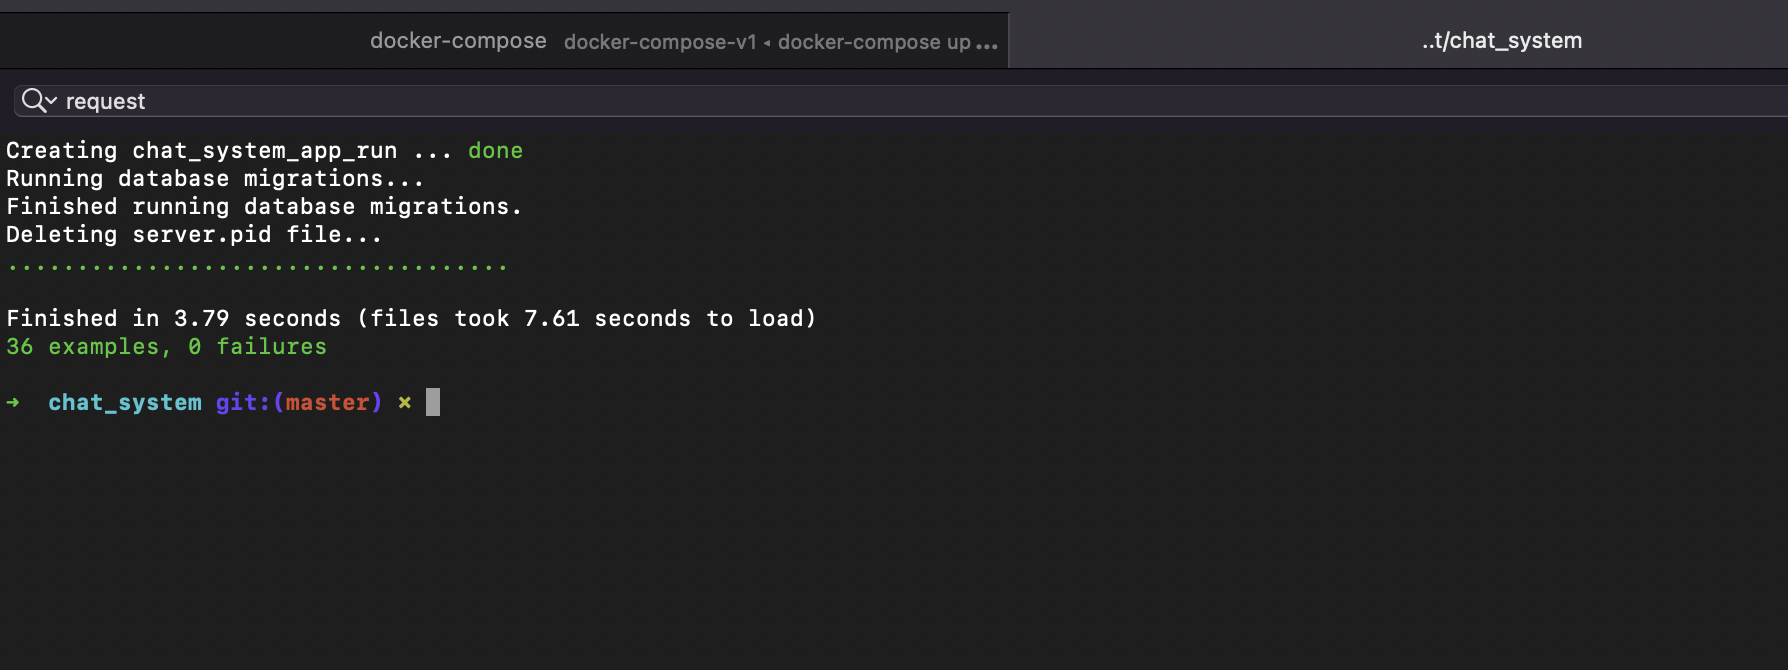 docker-compose docker-compose-v1 ◂ docker-compose up ...
..t/chat_system
request
Creating chat_system_app_run ... done
Running database migrations...
Finished running database migrations.
Deleting server.pid file...
....................................
Finished in 3.79 seconds (files took 7.61 seconds to load)
36 examples, 0 failures
➜ chat_system git:(master) ×